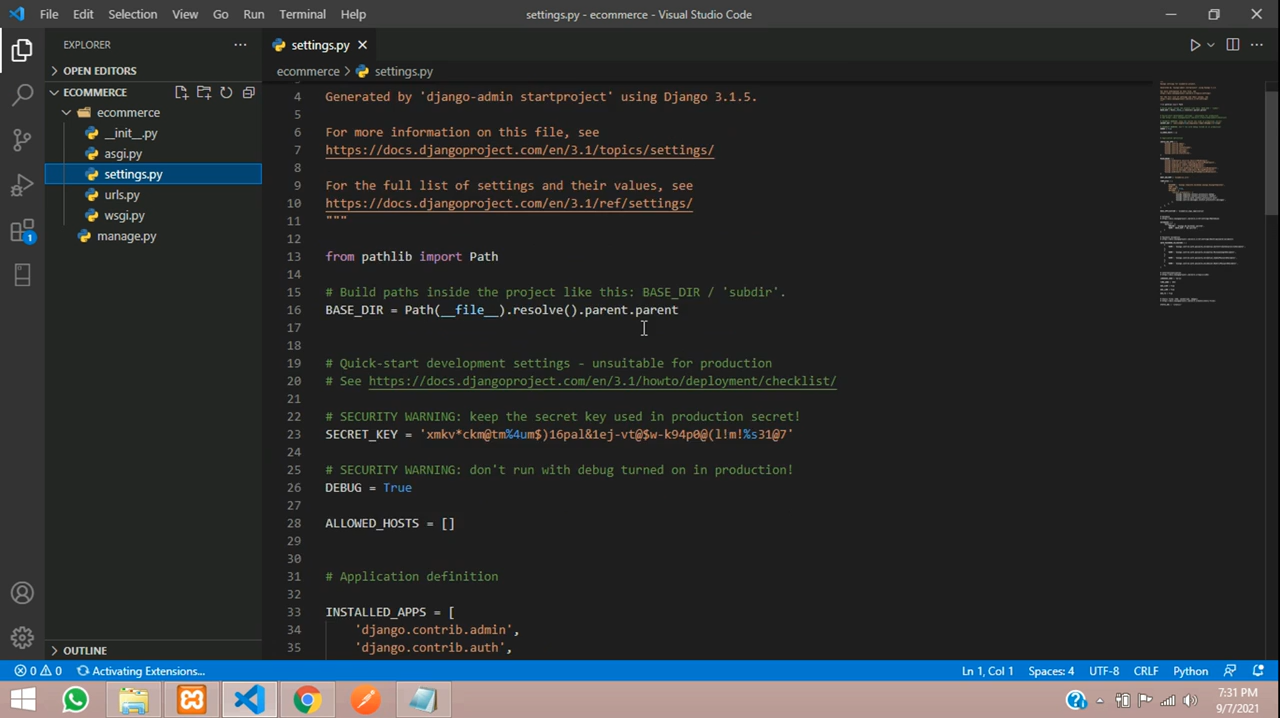 File Edit Selection View Go Run Terminal Help
settings.py - ecommerce - Visual Studio Code
EXPLORER
OPEN EDITORS
ECOMMERCE
ecommerce
__init__.py
asgi.py
settings.py
urls.py
wsgi.py
manage.py
OUTLINE
1
settings.py
ecommerce > settings.py
4 Generated by 'django-admin startproject' using Django 3.1.5.
5
6 For more information on this file, see
7 https://docs.djangoproject.com/en/3.1/topics/settings/
8
9 For the full list of settings and their values, see
10 https://docs.djangoproject.com/en/3.1/ref/settings/
11 """
12
13 from pathlib import Path
14
15 # Build paths inside the project like this: BASE_DIR / 'subdir'.
16 BASE_DIR = Path(__file__).resolve().parent.parent
17
18
19 # Quick-start development settings - unsuitable for production
20 # See https://docs.djangoproject.com/en/3.1/howto/deployment/checklist/
21
22 # SECURITY WARNING: keep the secret key used in production secret!
23 SECRET_KEY = 'xmkv*ckm@tm%4um$)16pal&1ej-vt@$w-k94p0@(l!m!%s31@7'
24
25 # SECURITY WARNING: don't run with debug turned on in production!
26 DEBUG = True
27
28 ALLOWED_HOSTS = []
29
30
31 # Application definition
32
33 INSTALLED_APPS = [
34 'django.contrib.admin',
35 'django.contrib.auth',
0 0 Activating Extensions...
Ln 1, Col 1 Spaces: 4 UTF-8 CRLF Python
7:31 PM
9/7/2021